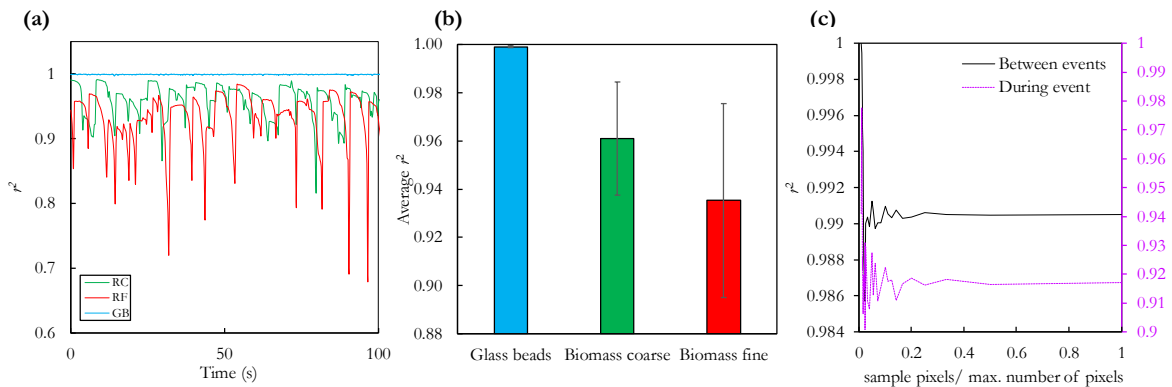 (a)
r²
1
0.9
0.8
0.7
0.6
RC
RF
GB
0
50
100
Time (s)
(b)
Average r²
1.00
0.98
0.96
0.94
0.92
0.90
0.88
Glass beads
Biomass coarse
Biomass fine
(c)
r²
1
0.998
0.996
0.994
0.992
0.99
0.988
0.986
0.984
Between events
During event
1
0.99
0.98
0.97
0.96
0.95
0.94
0.93
0.92
0.91
0.9
0
0.2
0.4
0.6
0.8
1
sample pixels/ max. number of pixels